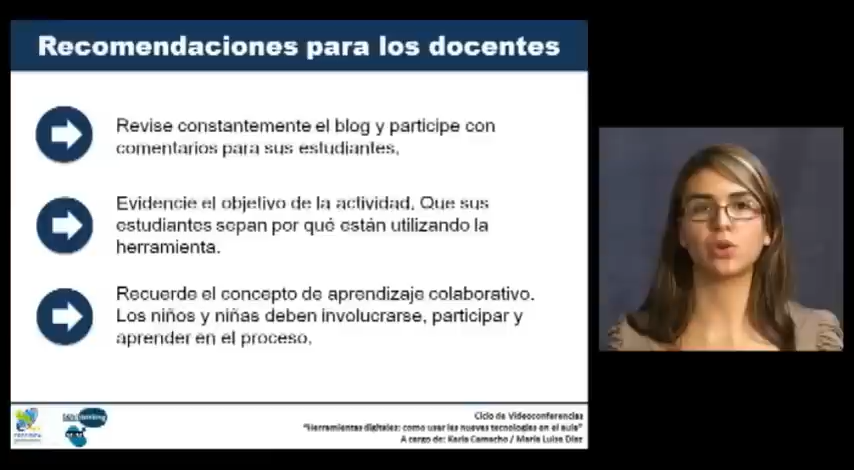 Recomendaciones para los docentes
Revise constantemente el blog y participe con
comentarios para sus estudiantes.
Evidencie el objetivo de la actividad. Que sus
estudiantes sepan por qué están utilizando la
herramienta.
Recuerde el concepto de aprendizaje colaborativo.
Los niños y niñas deben involucrarse, participar y
aprender en el proceso.
Ciclo de Videoconferencias
"Herramientas digitales: como usar las nuevas tecnologías en el aula"
A cargo de: Karla Camacho / María Luisa Díaz